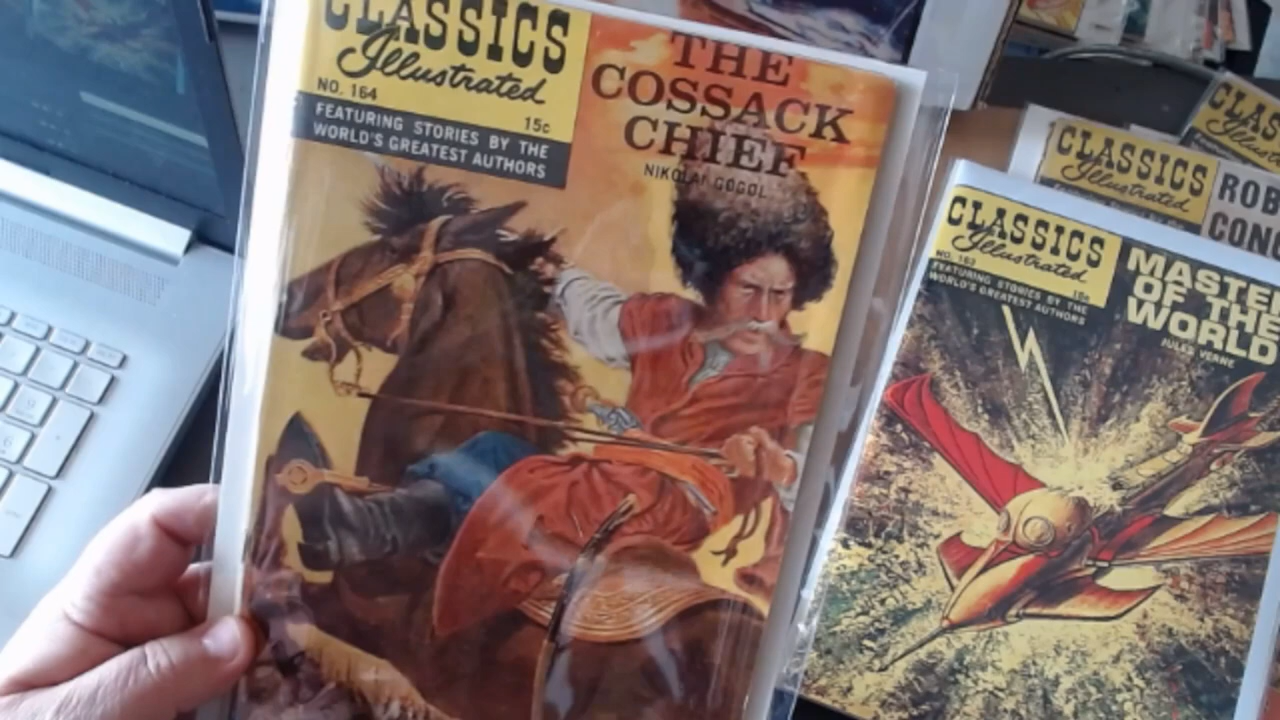 CLASSICS
Illustrated
NO. 164
15c
FEATURING STORIES BY THE
WORLD'S GREATEST AUTHORS
THE
COSSACK
CHIEF
NIKOLAI GOGOL
CLASSICS
Illustrated
ROB
CONQ
CLASSICS
Illustrated
FEATURING STORIES BY THE
WORLD'S GREATEST AUTHORS
MASTER
OF THE
WORLD
JULES VERNE